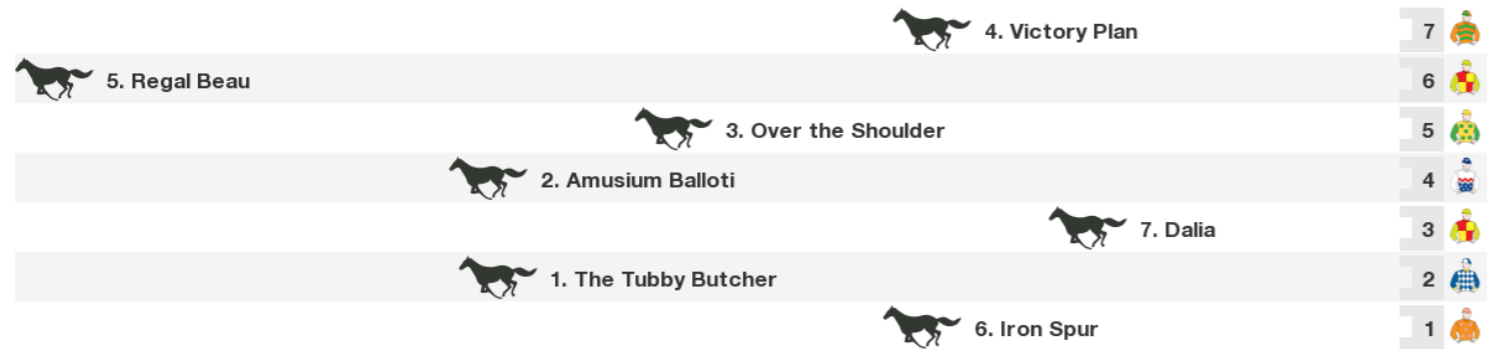 4. Victory Plan 7
5. Regal Beau 6
3. Over the Shoulder 5
2. Amusium Balloti 4
7. Dalia 3
1. The Tubby Butcher 2
6. Iron Spur 1